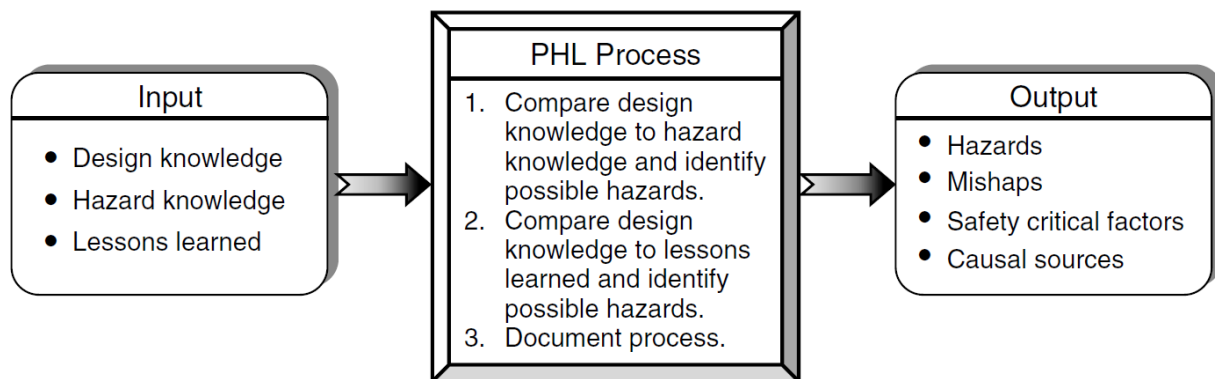 Input
• Design knowledge
• Hazard knowledge
• Lessons learned
PHL Process
1. Compare design
knowledge to hazard
knowledge and identify
possible hazards.
2. Compare design
knowledge to lessons
learned and identify
possible hazards.
3. Document process.
Output
• Hazards
• Mishaps
• Safety critical factors
• Causal sources